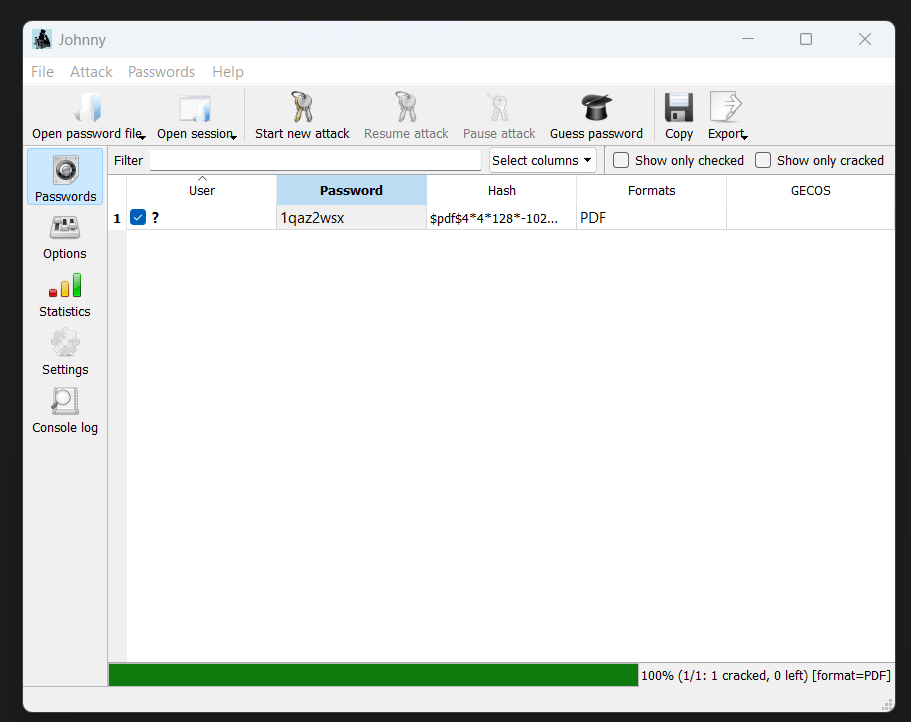 Johnny
File Attack Passwords Help
Open password file Open session Start new attack Resume attack Pause attack Guess password Copy Export
Filter Select columns Show only checked Show only cracked
Passwords
User Password Hash Formats GECOS
1 ? 1qaz2wsx $pdf$4*4*128*-102... PDF
Options
Statistics
Settings
Console log
100% (1/1: 1 cracked, 0 left) [format=PDF]